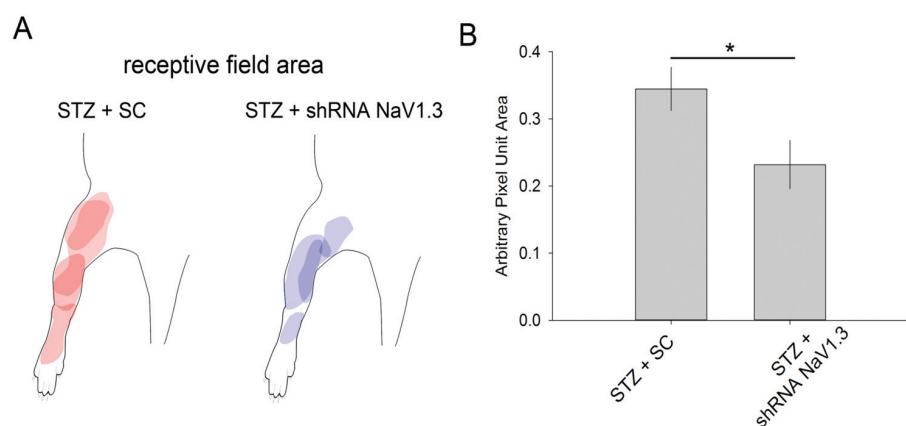 A
receptive field area
STZ + SC
STZ + shRNA NaV1.3
B
*
Arbitrary Pixel Unit Area
0.4
0.3
0.2
0.1
0.0
STZ + SC
STZ +
shRNA NaV1.3